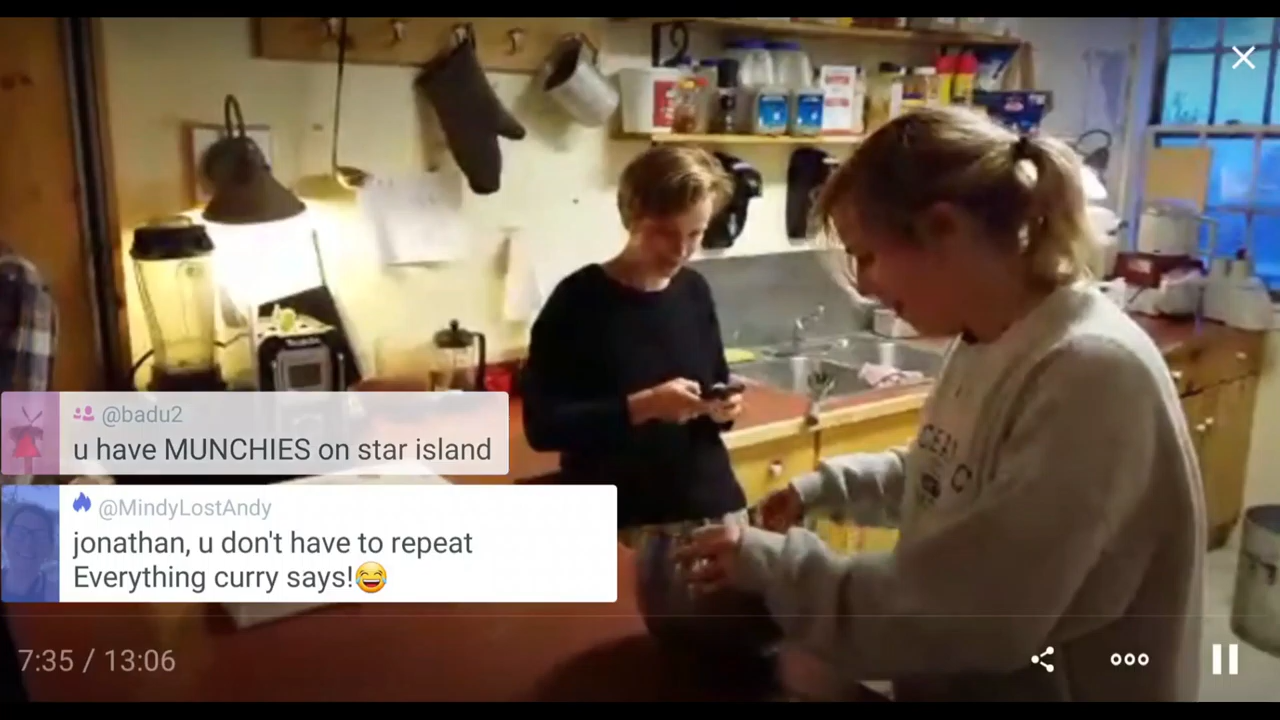 @badu2
u have MUNCHIES on star island
@MindyLostAndy
jonathan, u don't have to repeat
Everything curry says!😂
7:35 / 13:06